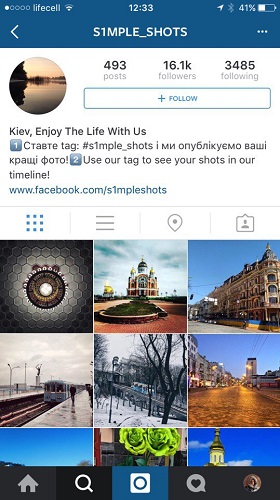 lifecell 12:33 41%
S1MPLE_SHOTS
493 16.1k 3485
posts followers following
+ FOLLOW
Kiev, Enjoy The Life With Us
1️⃣Ставте tag: #s1mple_shots і ми опублікуємо ваші
кращі фото!2️⃣Use our tag to see your shots in our
timeline!
www.facebook.com/s1mpleshots